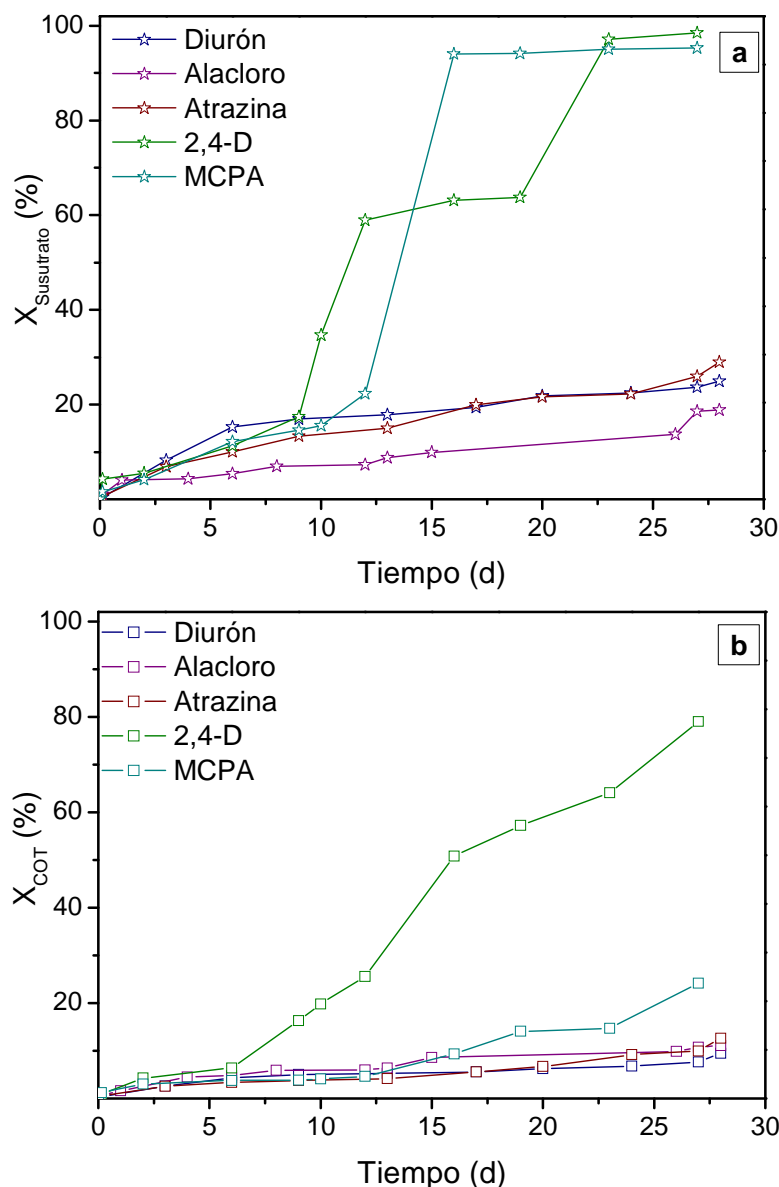 a
Diurón
Alacloro
Atrazina
2,4-D
MCPA
X Susutrato (%)
100
80
60
40
20
0 5 10 15 20 25 30
Tiempo (d)
b
Diurón
Alacloro
Atrazina
2,4-D
MCPA
X COT (%)
100
80
60
40
20
0 5 10 15 20 25 30
Tiempo (d)